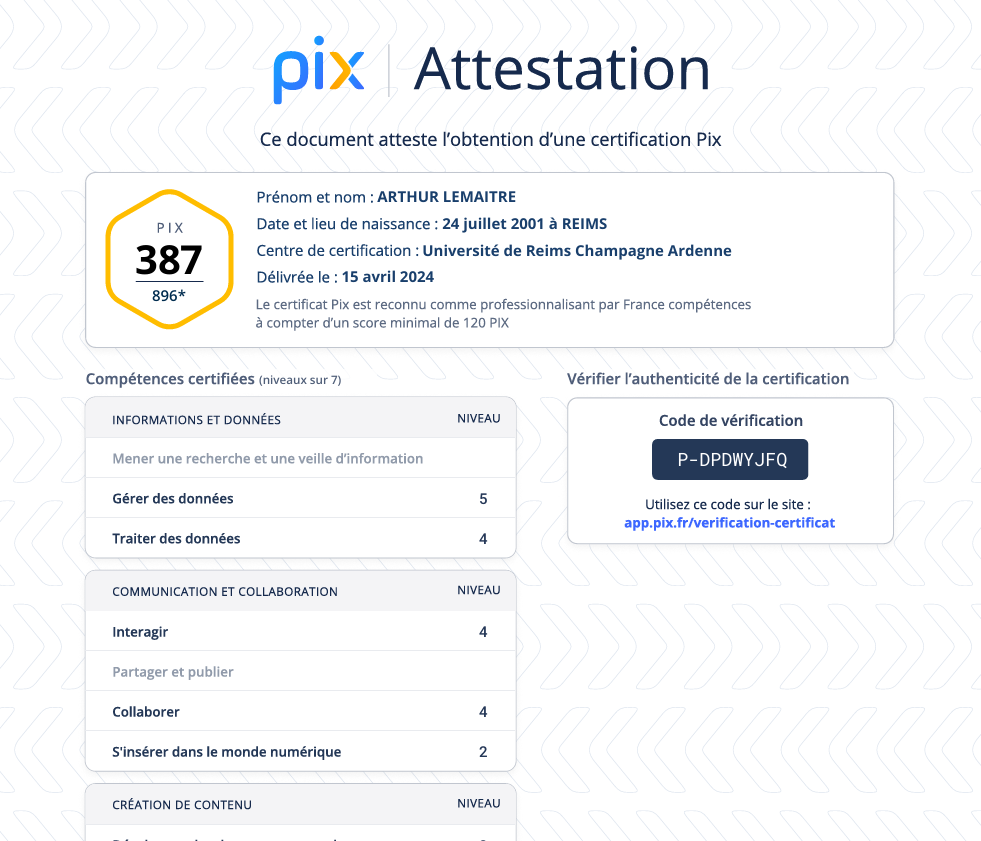 pix Attestation
Ce document atteste l'obtention d'une certification Pix
PIX
387
896*
Prénom et nom : ARTHUR LEMAITRE
Date et lieu de naissance : 24 juillet 2001 à REIMS
Centre de certification : Université de Reims Champagne Ardenne
Délivrée le : 15 avril 2024
Le certificat Pix est reconnu comme professionnalisant par France compétences
à compter d'un score minimal de 120 PIX
Compétences certifiées (niveaux sur 7)
INFORMATIONS ET DONNÉES NIVEAU
Mener une recherche et une veille d'information
Gérer des données 5
Traiter des données 4
COMMUNICATION ET COLLABORATION NIVEAU
Interagir 4
Partager et publier
Collaborer 4
S'insérer dans le monde numérique 2
CRÉATION DE CONTENU NIVEAU
Vérifier l'authenticité de la certification
Code de vérification
P-DPDWYJFQ
Utilisez ce code sur le site :
app.pix.fr/verification-certificat